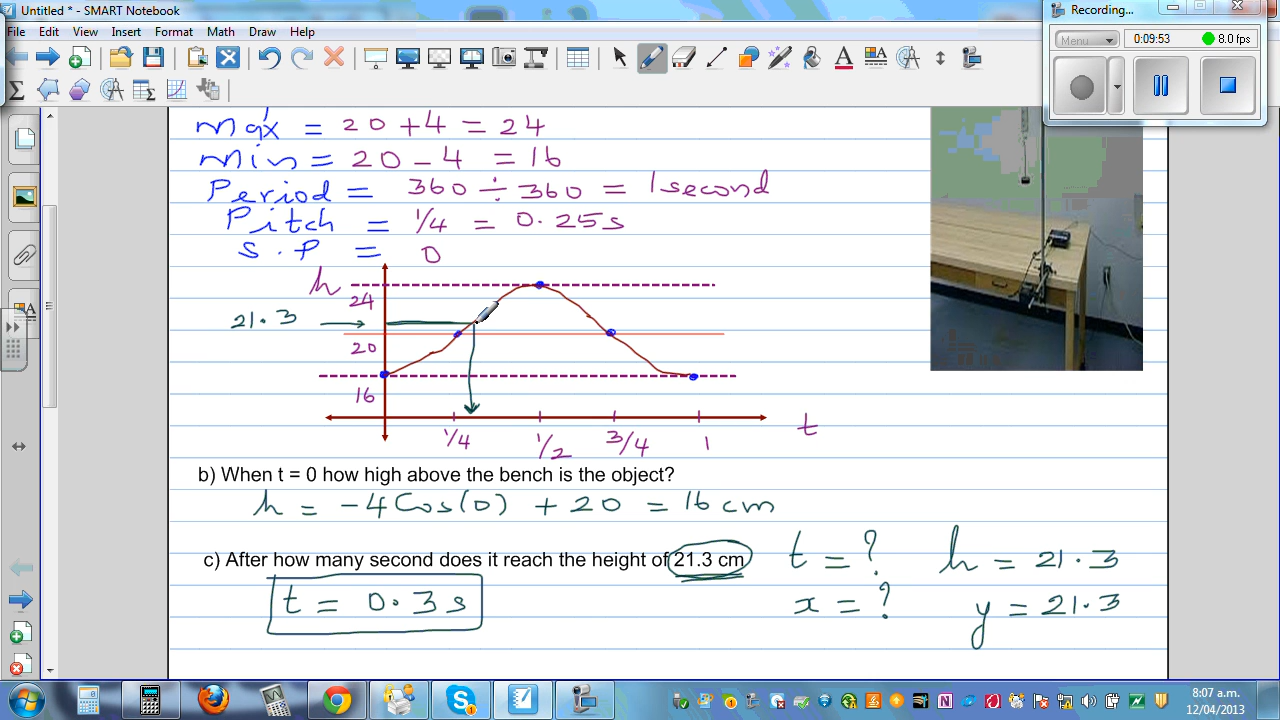 Untitled * - SMART Notebook
File Edit View Insert Format Math Draw Help
Recording...
Menu 0:09:53 8.0 fps
Max = 20 + 4 = 24
Min = 20 - 4 = 16
Period = 360 ÷ 360 = 1 second
Pitch = 1/4 = 0.25s
S.P = 0
h
24
21.3
20
16
1/4 1/2 3/4 1 t
b) When t = 0 how high above the bench is the object?
h = -4Cos(0) + 20 = 16 cm
c) After how many second does it reach the height of 21.3 cm
t = ? h = 21.3
t = 0.3s
x = ? y = 21.3
8:07 a.m.
12/04/2013